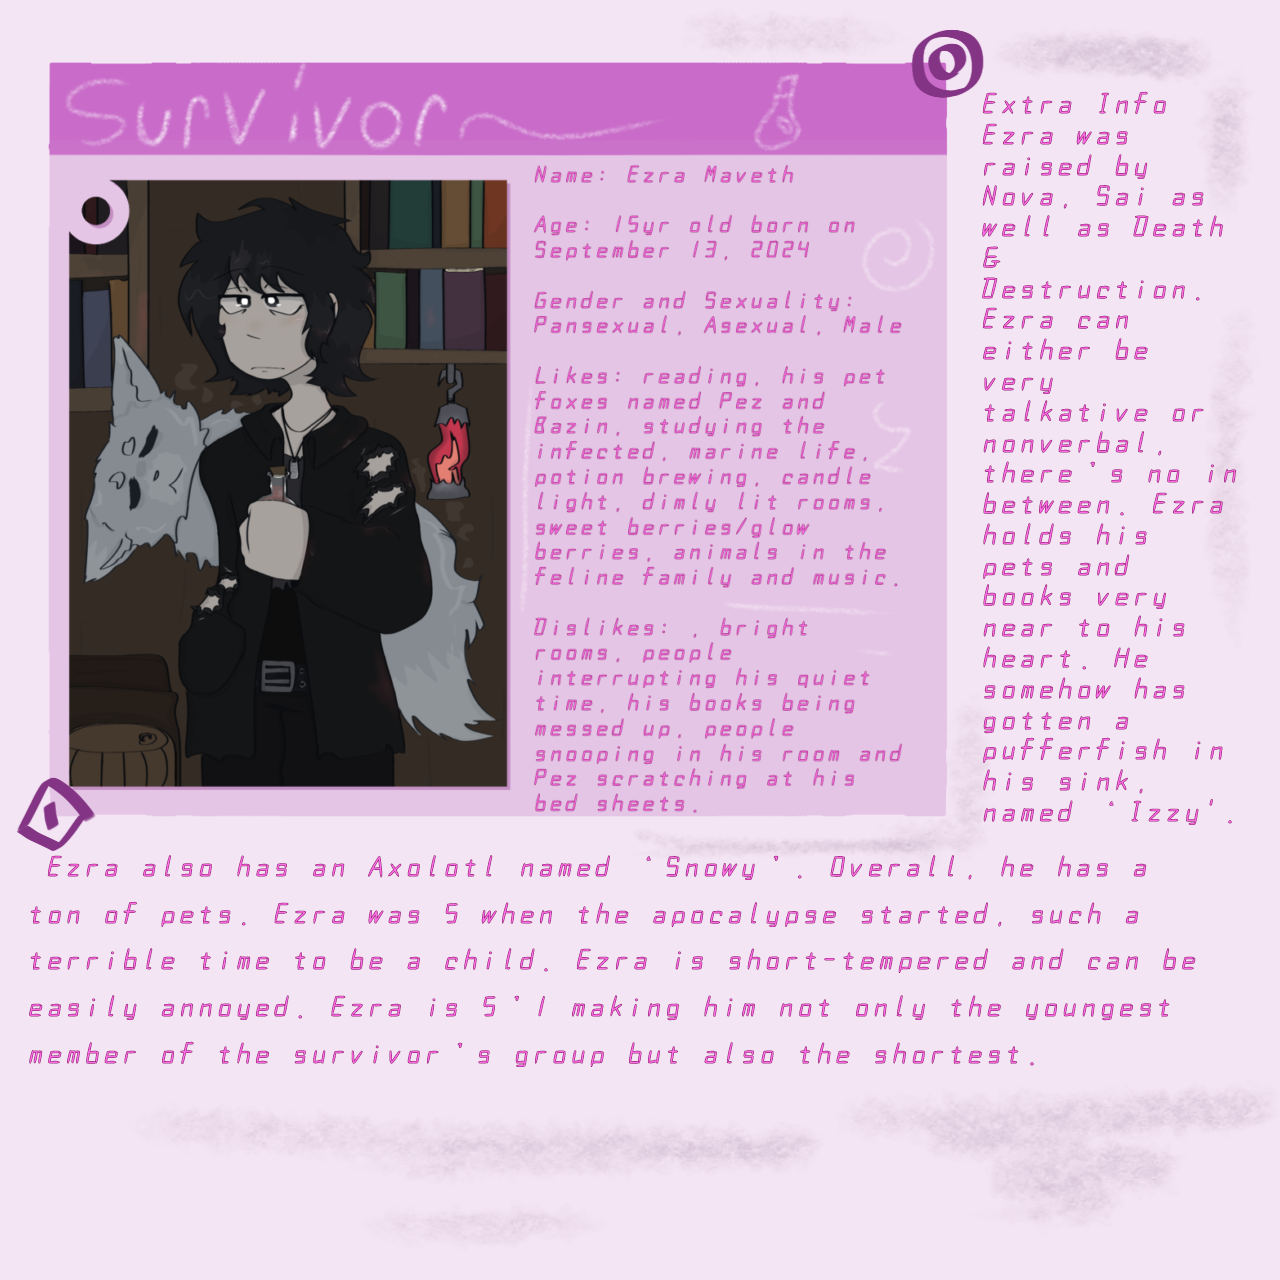 Survivor
Name: Ezra Maveth
Age: 15yr old born on
September 13, 2024
Gender and Sexuality:
Pansexual, Asexual, Male
Likes: reading, his pet
foxes named Pez and
Bazin, studying the
infected, marine life,
potion brewing, candle
light, dimly lit rooms,
sweet berries/glow
berries, animals in the
feline family and music.
Dislikes: , bright
rooms, people
interrupting his quiet
time, his books being
messed up, people
snooping in his room and
Pez scratching at his
bed sheets.
Extra Info
Ezra was
raised by
Nova, Sai as
well as Death
&
Destruction.
Ezra can
either be
very
talkative or
nonverbal,
there's no in
between. Ezra
holds his
pets and
books very
near to his
heart. He
somehow has
gotten a
pufferfish in
his sink,
named 'Izzy'.
Ezra also has an Axolotl named 'Snowy'. Overall, he has a
ton of pets. Ezra was 5 when the apocalypse started, such a
terrible time to be a child. Ezra is short-tempered and can be
easily annoyed. Ezra is 5'1 making him not only the youngest
member of the survivor's group but also the shortest.